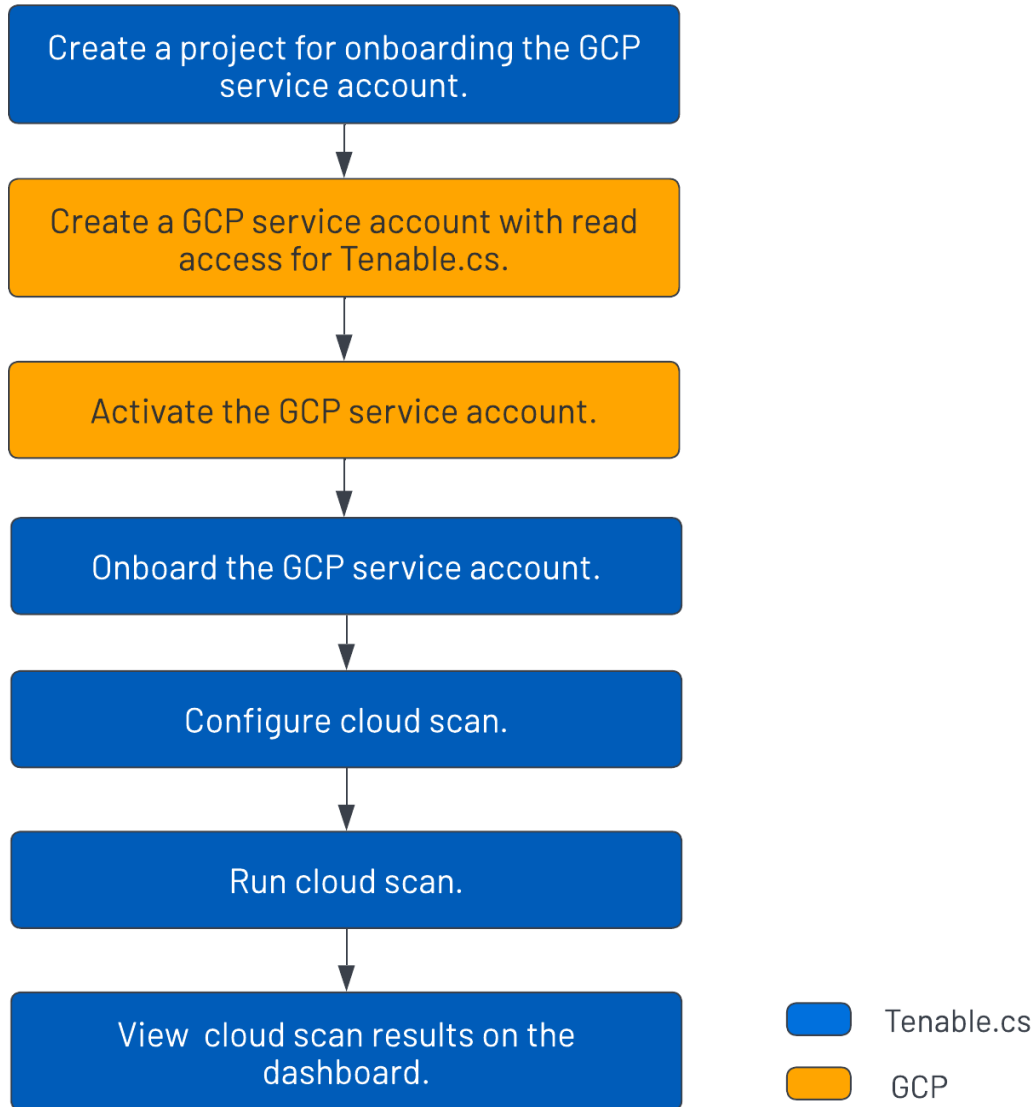 Create a project for onboarding the GCP
service account.
Create a GCP service account with read
access for Tenable.cs.
Activate the GCP service account.
Onboard the GCP service account.
Configure cloud scan.
Run cloud scan.
View  cloud scan results on the
dashboard.
Tenable.cs
GCP